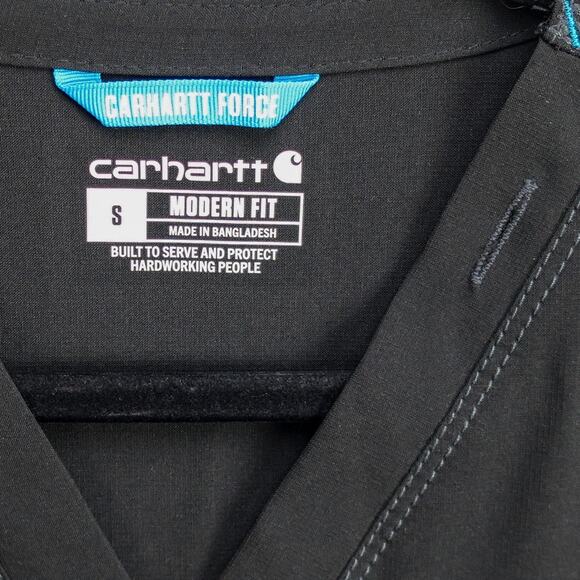 CARHARTT FORCE
carhartt
S
MODERN FIT
MADE IN BANGLADESH
BUILT TO SERVE AND PROTECT
HARDWORKING PEOPLE